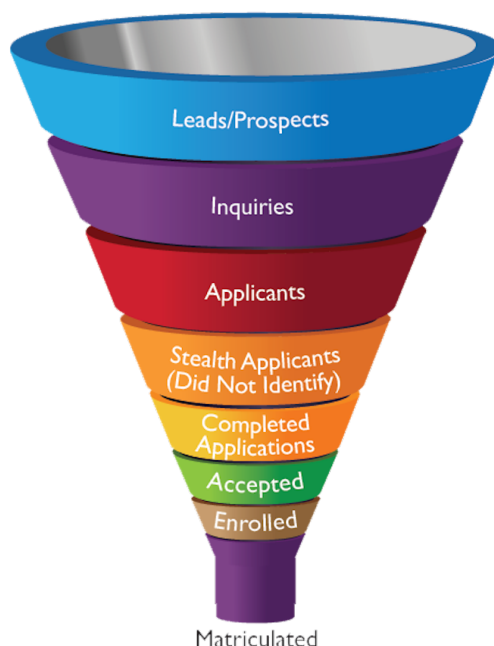 Leads/Prospects
Inquiries
Applicants
Stealth Applicants
(Did Not Identify)
Completed
Applications
Accepted
Enrolled
Matriculated